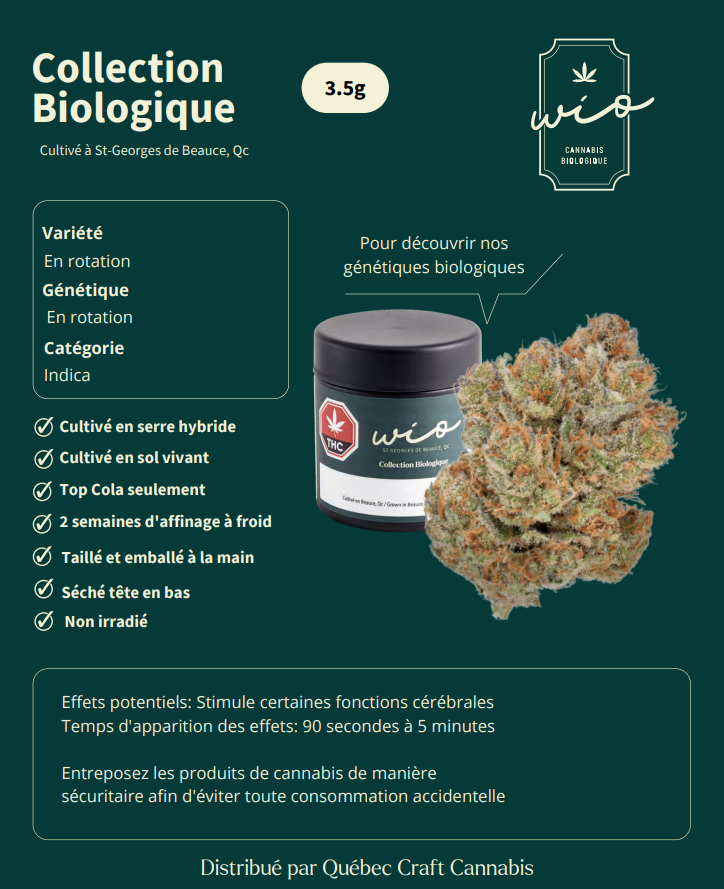 Collection
Biologique
3.5g
wio
CANNABIS
BIOLOGIQUE
Cultivé à St-Georges de Beauce, Qc
Variété
En rotation
Génétique
En rotation
Catégorie
Indica
Pour découvrir nos
génétiques biologiques
THC
wio
ST-GEORGES DE BEAUCE, QC
Collection Biologique
Cultivé en Beauce, Qc / Grown in Beauce
Cultivé en serre hybride
Cultivé en sol vivant
Top Cola seulement
2 semaines d'affinage à froid
Taillé et emballé à la main
Séché tête en bas
Non irradié
Effets potentiels: Stimule certaines fonctions cérébrales
Temps d'apparition des effets: 90 secondes à 5 minutes
Entreposez les produits de cannabis de manière
sécuritaire afin d'éviter toute consommation accidentelle
Distribué par Québec Craft Cannabis